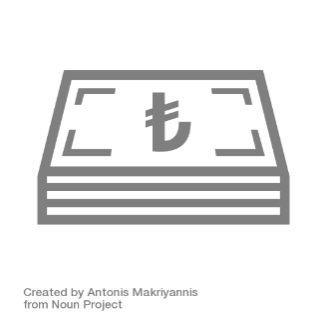 ₺
Created by Antonis Makriyannis
from Noun Project